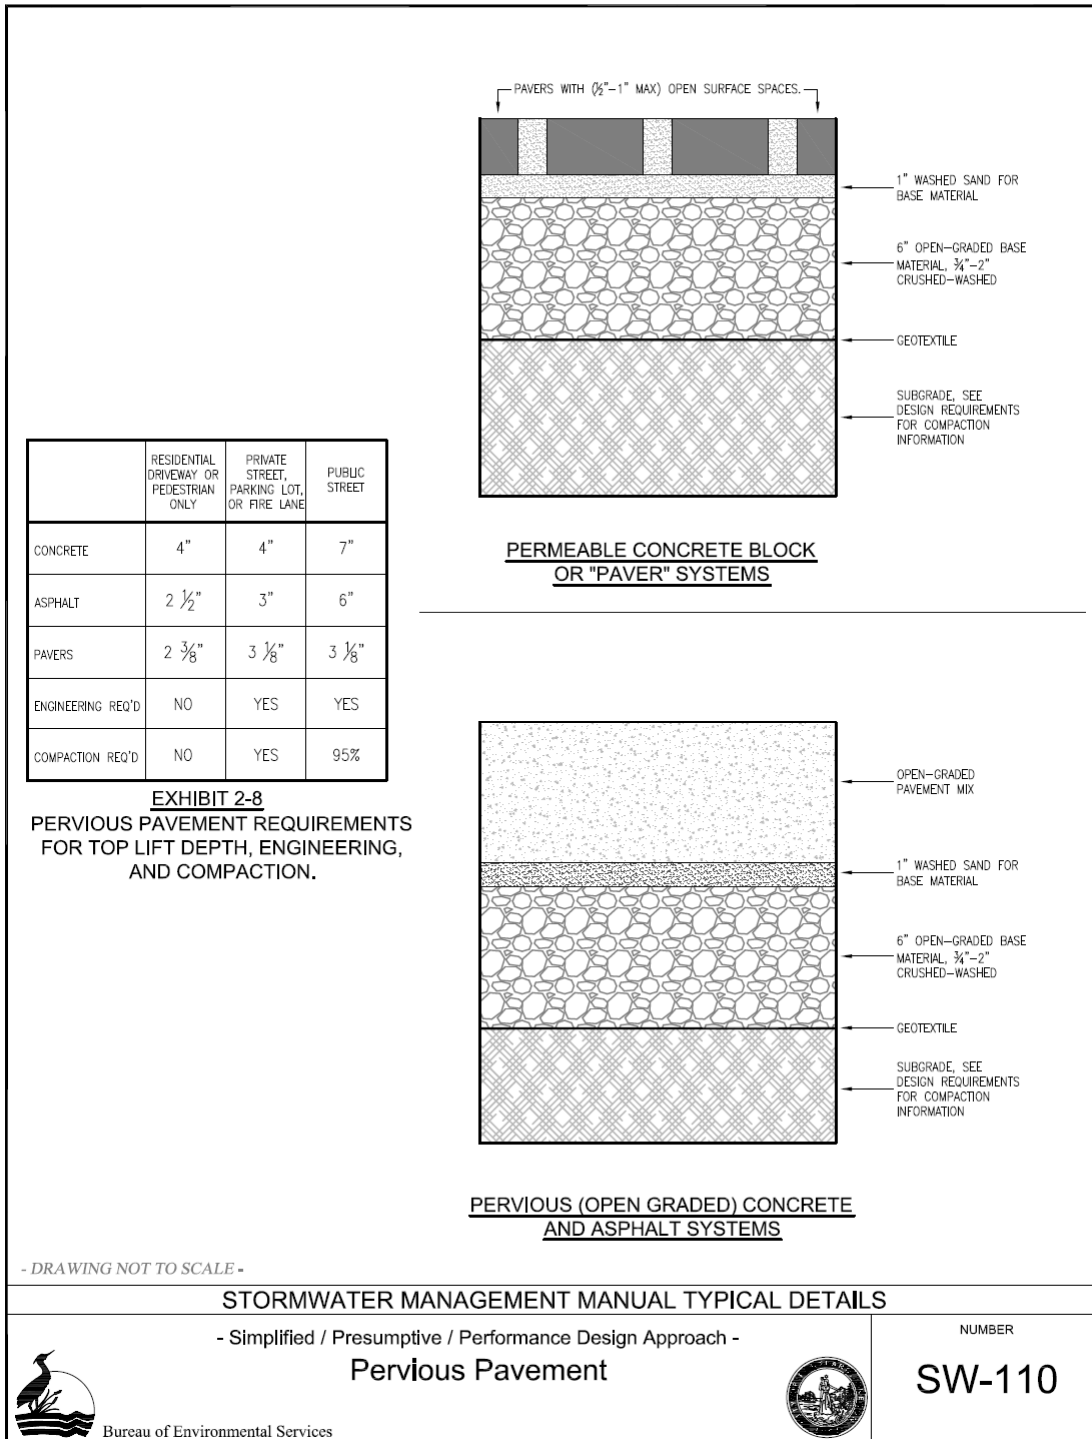 PAVERS WITH (½"-1" MAX) OPEN SURFACE SPACES.
1" WASHED SAND FOR
BASE MATERIAL
6" OPEN-GRADED BASE
MATERIAL, ¾"-2"
CRUSHED-WASHED
GEOTEXTILE
SUBGRADE, SEE
DESIGN REQUIREMENTS
FOR COMPACTION
INFORMATION
PERMEABLE CONCRETE BLOCK
OR "PAVER" SYSTEMS
RESIDENTIAL DRIVEWAY OR PEDESTRIAN ONLY PRIVATE STREET, PARKING LOT, OR FIRE LANE PUBLIC STREET
CONCRETE 4" 4" 7"
ASPHALT 2 ½" 3" 6"
PAVERS 2 ⅜" 3 ⅛" 3 ⅛"
ENGINEERING REQ'D NO YES YES
COMPACTION REQ'D NO YES 95%
EXHIBIT 2-8
PERVIOUS PAVEMENT REQUIREMENTS
FOR TOP LIFT DEPTH, ENGINEERING,
AND COMPACTION.
OPEN-GRADED
PAVEMENT MIX
1" WASHED SAND FOR
BASE MATERIAL
6" OPEN-GRADED BASE
MATERIAL, ¾"-2"
CRUSHED-WASHED
GEOTEXTILE
SUBGRADE, SEE
DESIGN REQUIREMENTS
FOR COMPACTION
INFORMATION
PERVIOUS (OPEN GRADED) CONCRETE
AND ASPHALT SYSTEMS
- DRAWING NOT TO SCALE -
STORMWATER MANAGEMENT MANUAL TYPICAL DETAILS
- Simplified / Presumptive / Performance Design Approach -
Pervious Pavement
Bureau of Environmental Services
NUMBER
SW-110